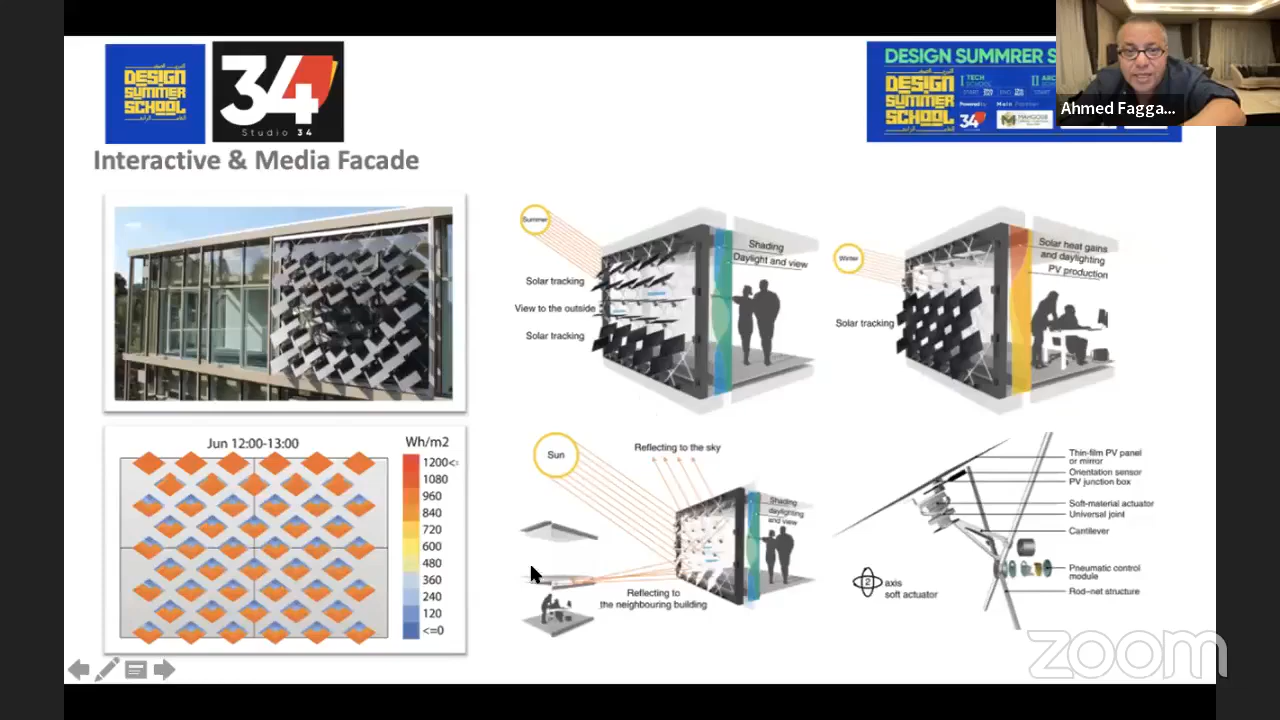 DESIGN
SUMMER
SCHOOL
34
Studio 34
DESIGN SUMMRER S
DESIGN
SUMMER
SCHOOL
TECH
34
Ahmed Fagga...
Interactive & Media Facade
Summer
Shading
Daylight and view
Solar tracking
View to the outside
Solar tracking
Winter
Solar heat gains
and daylighting
PV production
Solar tracking
Jun 12:00-13:00
Wh/m2
1200<
1080
960
840
720
600
480
360
240
120
<=0
Sun
Reflecting to the sky
Shading
daylighting
and view
Reflecting to
the neighbouring building
Thin-film PV panel
or mirror
Orientation sensor
PV junction box
Soft-material actuator
Universal joint
Cantilever
Pneumatic control
module
Rod-net structure
2 axis
soft actuator
zoom